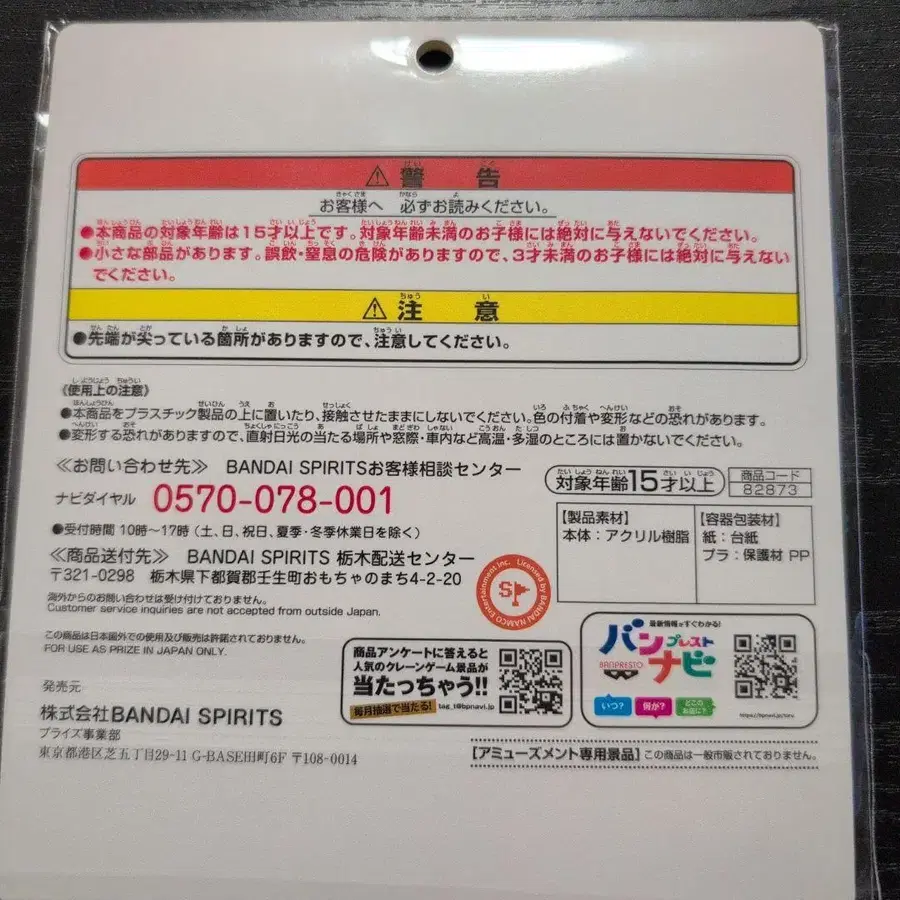 ⚠ 警告
お客様へ 必ずお読みください。
●本商品の対象年齢は15才以上です。対象年齢未満のお子様には絶対に与えないでください。
●小さな部品があります。誤飲・窒息の危険がありますので、3才未満のお子様には絶対に与えない
でください。
⚠ 注意
●先端が尖っている箇所がありますので、注意してください。
《使用上の注意》
●本商品をプラスチック製品の上に置いたり、接触させたままにしないでください。色の付着や変形などの恐れがあります。
●変形する恐れがありますので、直射日光の当たる場所や窓際・車内など高温・多湿のところには置かないでください。
≪お問い合わせ先≫ BANDAI SPIRITSお客様相談センター
ナビダイヤル 0570-078-001
●受付時間 10時～17時(土、日、祝日、夏季・冬季休業日を除く)
≪商品送付先≫ BANDAI SPIRITS 栃木配送センター
〒321-0298 栃木県下都賀郡壬生町おもちゃのまち4-2-20
海外からのお問い合わせは受け付けておりません。
Customer service inquiries are not accepted from outside Japan.
この商品は日本国外での使用及び販売は許諾されておりません。
FOR USE AS PRIZE IN JAPAN ONLY.
発売元
株式会社BANDAI SPIRITS
プライズ事業部
東京都港区芝五丁目29-11 G-BASE田町6F 〒108-0014
対象年齢15才以上
商品コード
82873
【製品素材】
本体:アクリル樹脂
【容器包装材】
紙:台紙
プラ:保護材 PP
Licensed by BANDAI NAMCO Entertainment Inc.
SP
商品アンケートに答えると
人気のクレーンゲーム景品が
当たっちゃう!!
毎月抽選で当たる!
tag_t@bpnavi.jp
最新情報がすぐわかる!
バンプレストナビ
BANPRESTO
いつ?
何が?
どこの
お店に?
【アミューズメント専用景品】この商品は一般市販されておりません。